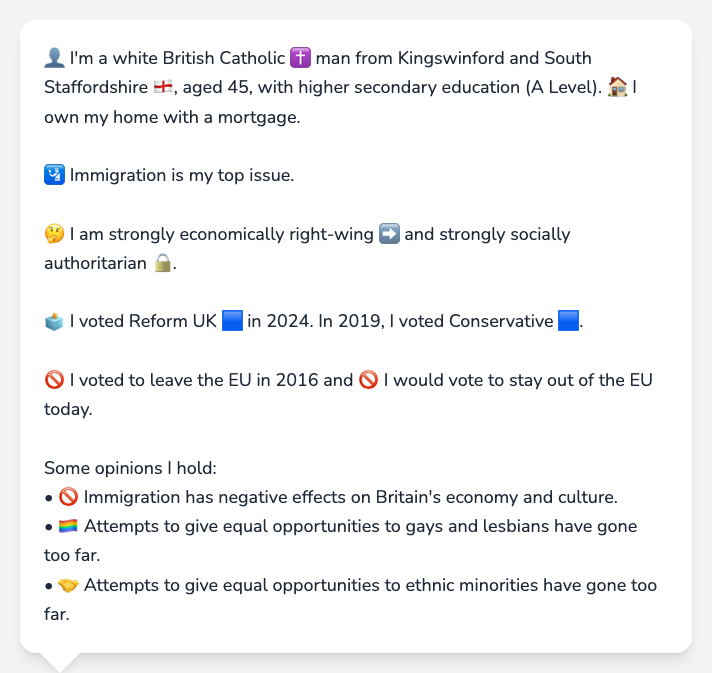 👤 I'm a white British Catholic ✝️ man from Kingswinford and South
Staffordshire 🏴󠁧󠁢󠁥󠁮󠁧󠁿, aged 45, with higher secondary education (A Level). 🏠 I
own my home with a mortgage.
🛂 Immigration is my top issue.
🤔 I am strongly economically right-wing ➡️ and strongly socially
authoritarian 🔒.
🗳️ I voted Reform UK 🟦 in 2024. In 2019, I voted Conservative 🟦.
🚫 I voted to leave the EU in 2016 and 🚫 I would vote to stay out of the EU
today.
Some opinions I hold:
• 🚫 Immigration has negative effects on Britain's economy and culture.
• 🏳️‍🌈 Attempts to give equal opportunities to gays and lesbians have gone
too far.
• 🤝 Attempts to give equal opportunities to ethnic minorities have gone too
far.